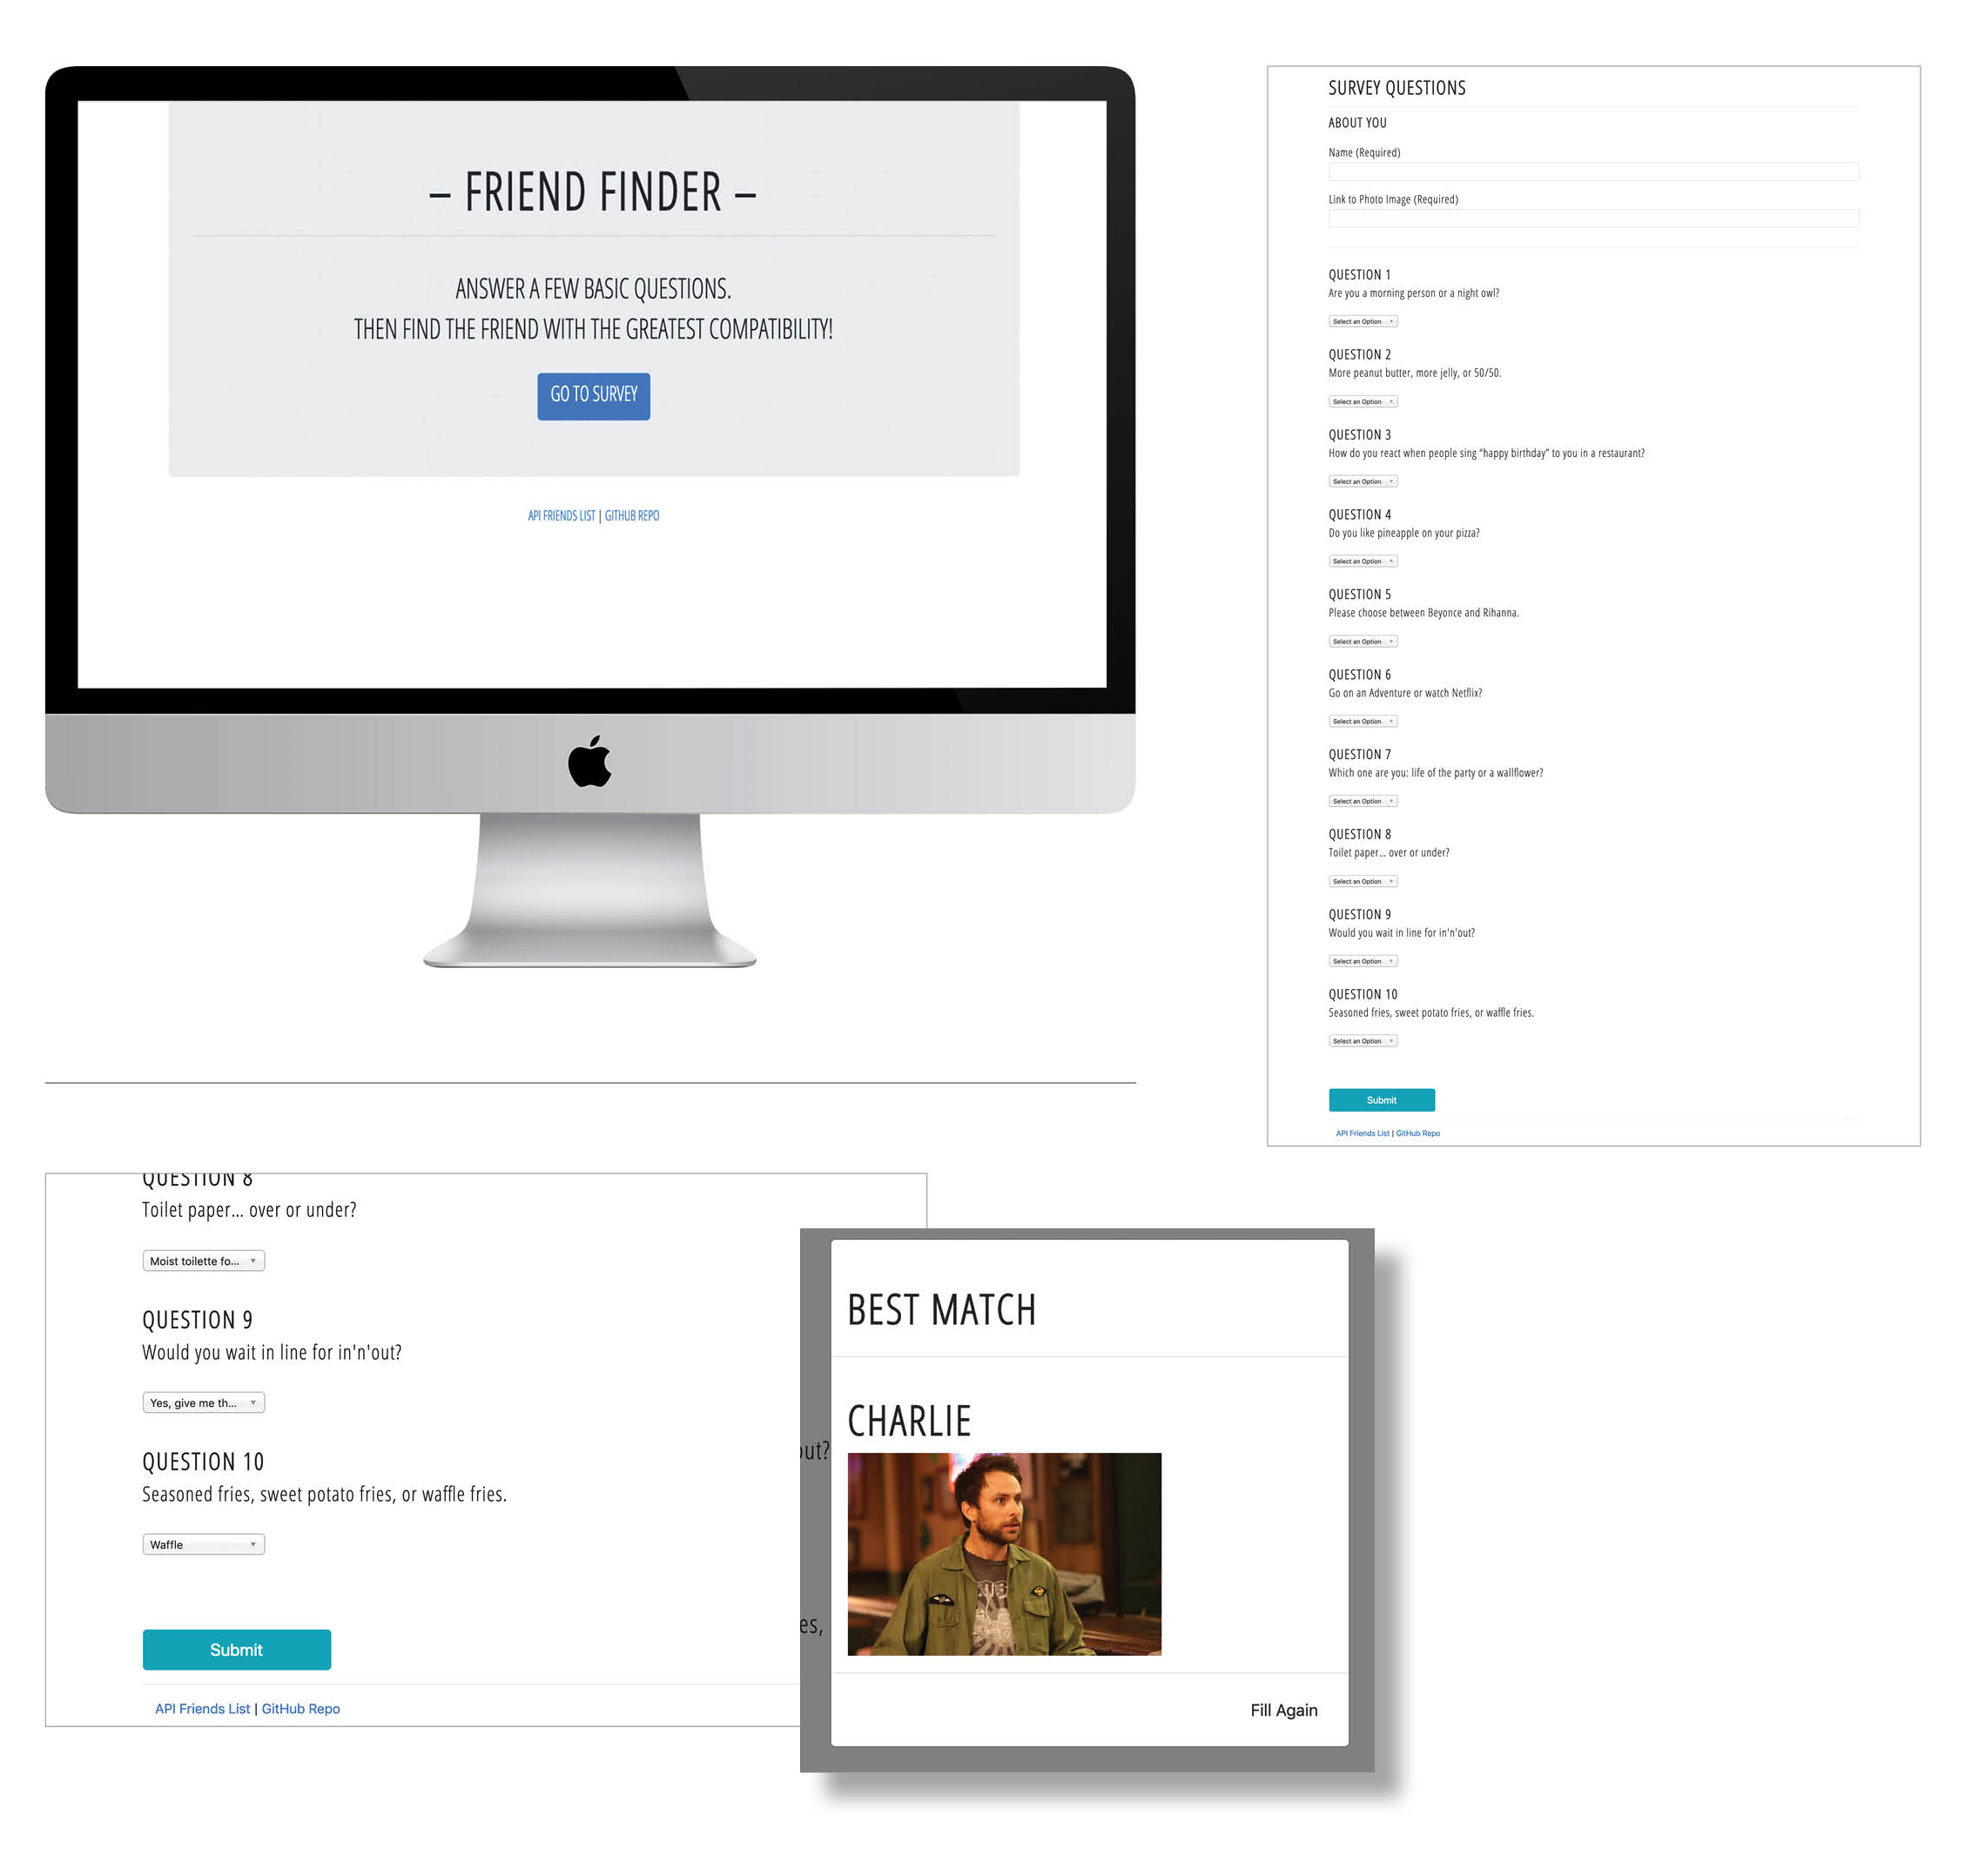 – FRIEND FINDER –
ANSWER A FEW BASIC QUESTIONS.
THEN FIND THE FRIEND WITH THE GREATEST COMPATIBILITY!
GO TO SURVEY
API FRIENDS LIST | GITHUB REPO
SURVEY QUESTIONS
ABOUT YOU
Name (Required)
Link to Photo Image (Required)
QUESTION 1
Are you a morning person or a night owl?
Select an Option
QUESTION 2
More peanut butter, more jelly, or 50/50.
Select an Option
QUESTION 3
How do you react when people sing “happy birthday” to you in a restaurant?
Select an Option
QUESTION 4
Do you like pineapple on your pizza?
Select an Option
QUESTION 5
Please choose between Beyonce and Rihanna.
Select an Option
QUESTION 6
Go on an Adventure or watch Netflix?
Select an Option
QUESTION 7
Which one are you: life of the party or a wallflower?
Select an Option
QUESTION 8
Toilet paper... over or under?
Select an Option
QUESTION 9
Would you wait in line for in'n'out?
Select an Option
QUESTION 10
Seasoned fries, sweet potato fries, or waffle fries.
Select an Option
Submit
API Friends List | GitHub Repo
QUESTION 8
Toilet paper... over or under?
Moist toilette fo...
QUESTION 9
Would you wait in line for in'n'out?
Yes, give me th...
QUESTION 10
Seasoned fries, sweet potato fries, or waffle fries.
Waffle
Submit
API Friends List | GitHub Repo
BEST MATCH
CHARLIE
Fill Again